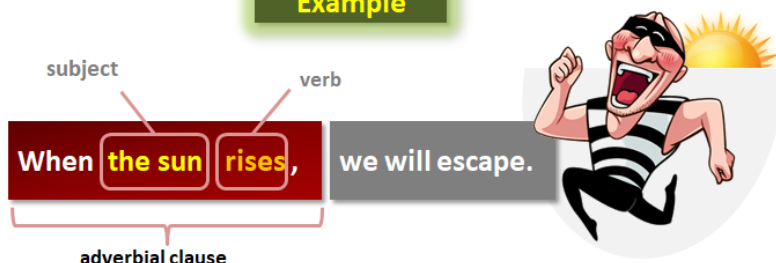 Example
subject
verb
When the sun rises, we will escape.
adverbial clause